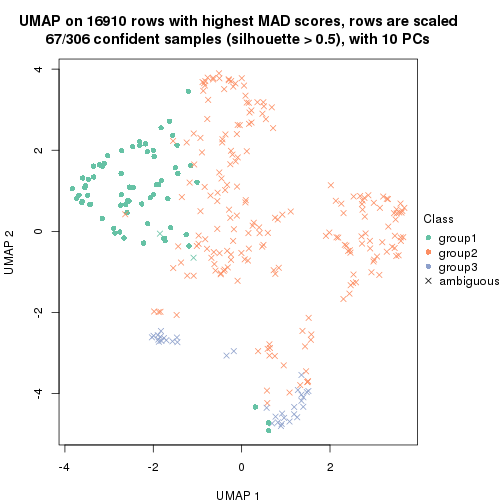 UMAP on 16910 rows with highest MAD scores, rows are scaled
67/306 confident samples (silhouette > 0.5), with 10 PCs
4
2
0
-2
-4
UMAP 2
-4
-2
0
2
UMAP 1
Class
group1
group2
group3
ambiguous